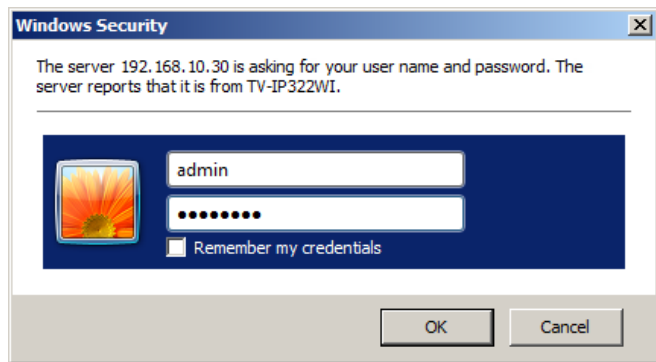 Windows Security
The server 192.168.10.30 is asking for your user name and password. The
server reports that it is from TV-IP322WI.
admin
●●●●●●●●
Remember my credentials
OK
Cancel